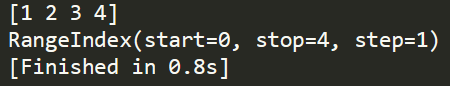 [1 2 3 4]
RangeIndex(start=0, stop=4, step=1)
[Finished in 0.8s]